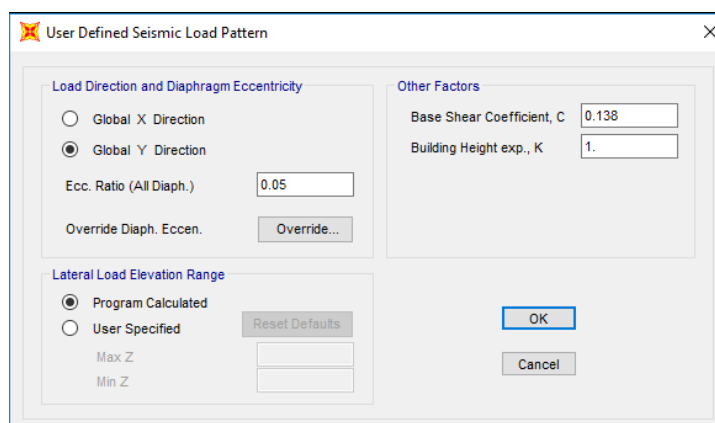 User Defined Seismic Load Pattern
Load Direction and Diaphragm Eccentricity
Global X Direction
Global Y Direction
Ecc. Ratio (All Diaph.) 0.05
Override Diaph. Eccen. Override...
Other Factors
Base Shear Coefficient, C 0.138
Building Height exp., K 1.
Lateral Load Elevation Range
Program Calculated
User Specified Reset Defaults
Max Z
Min Z
OK
Cancel